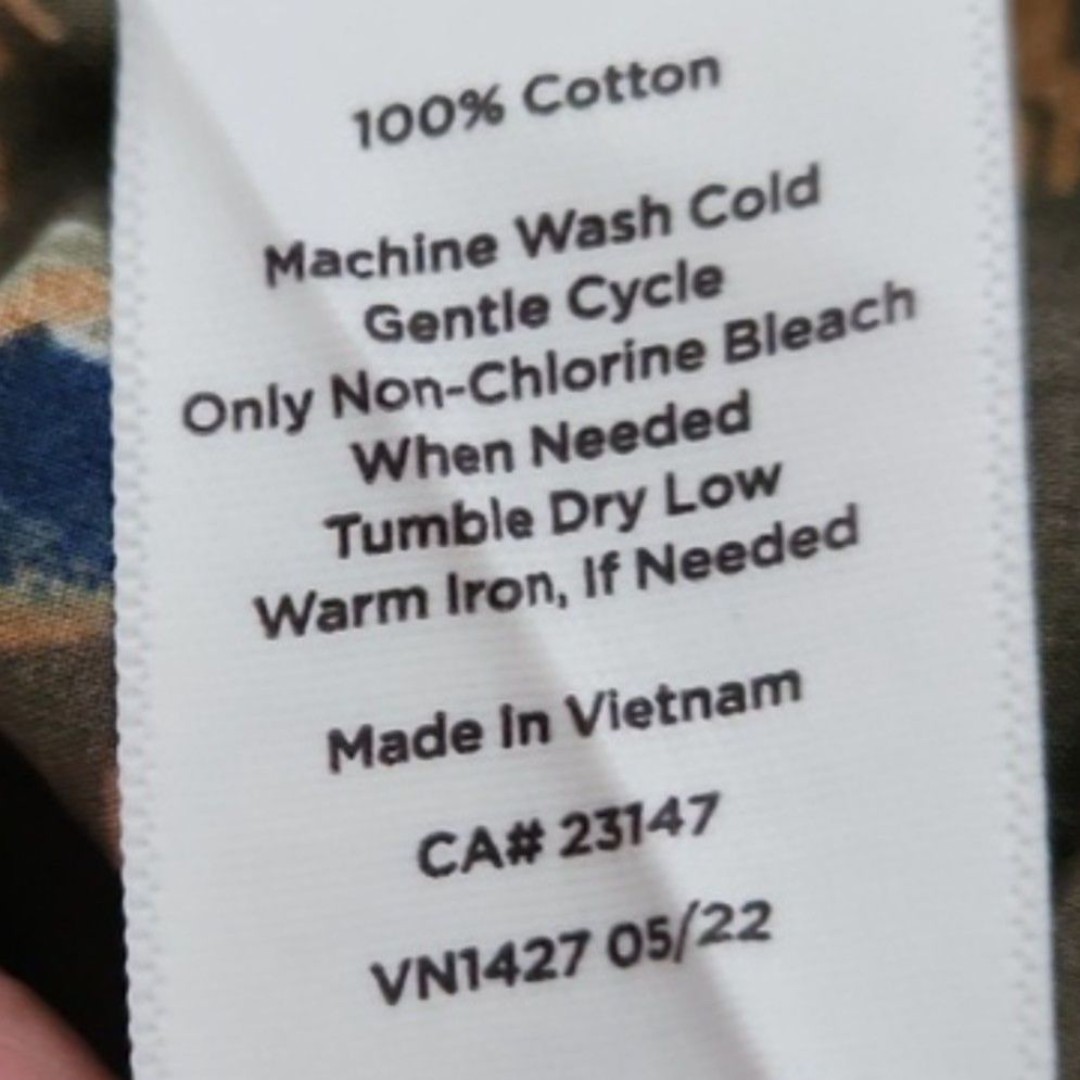 100% Cotton
Machine Wash Cold
Gentle Cycle
Only Non-Chlorine Bleach
When Needed
Tumble Dry Low
Warm Iron, If Needed
Made In Vietnam
CA# 23147
VN1427 05/22